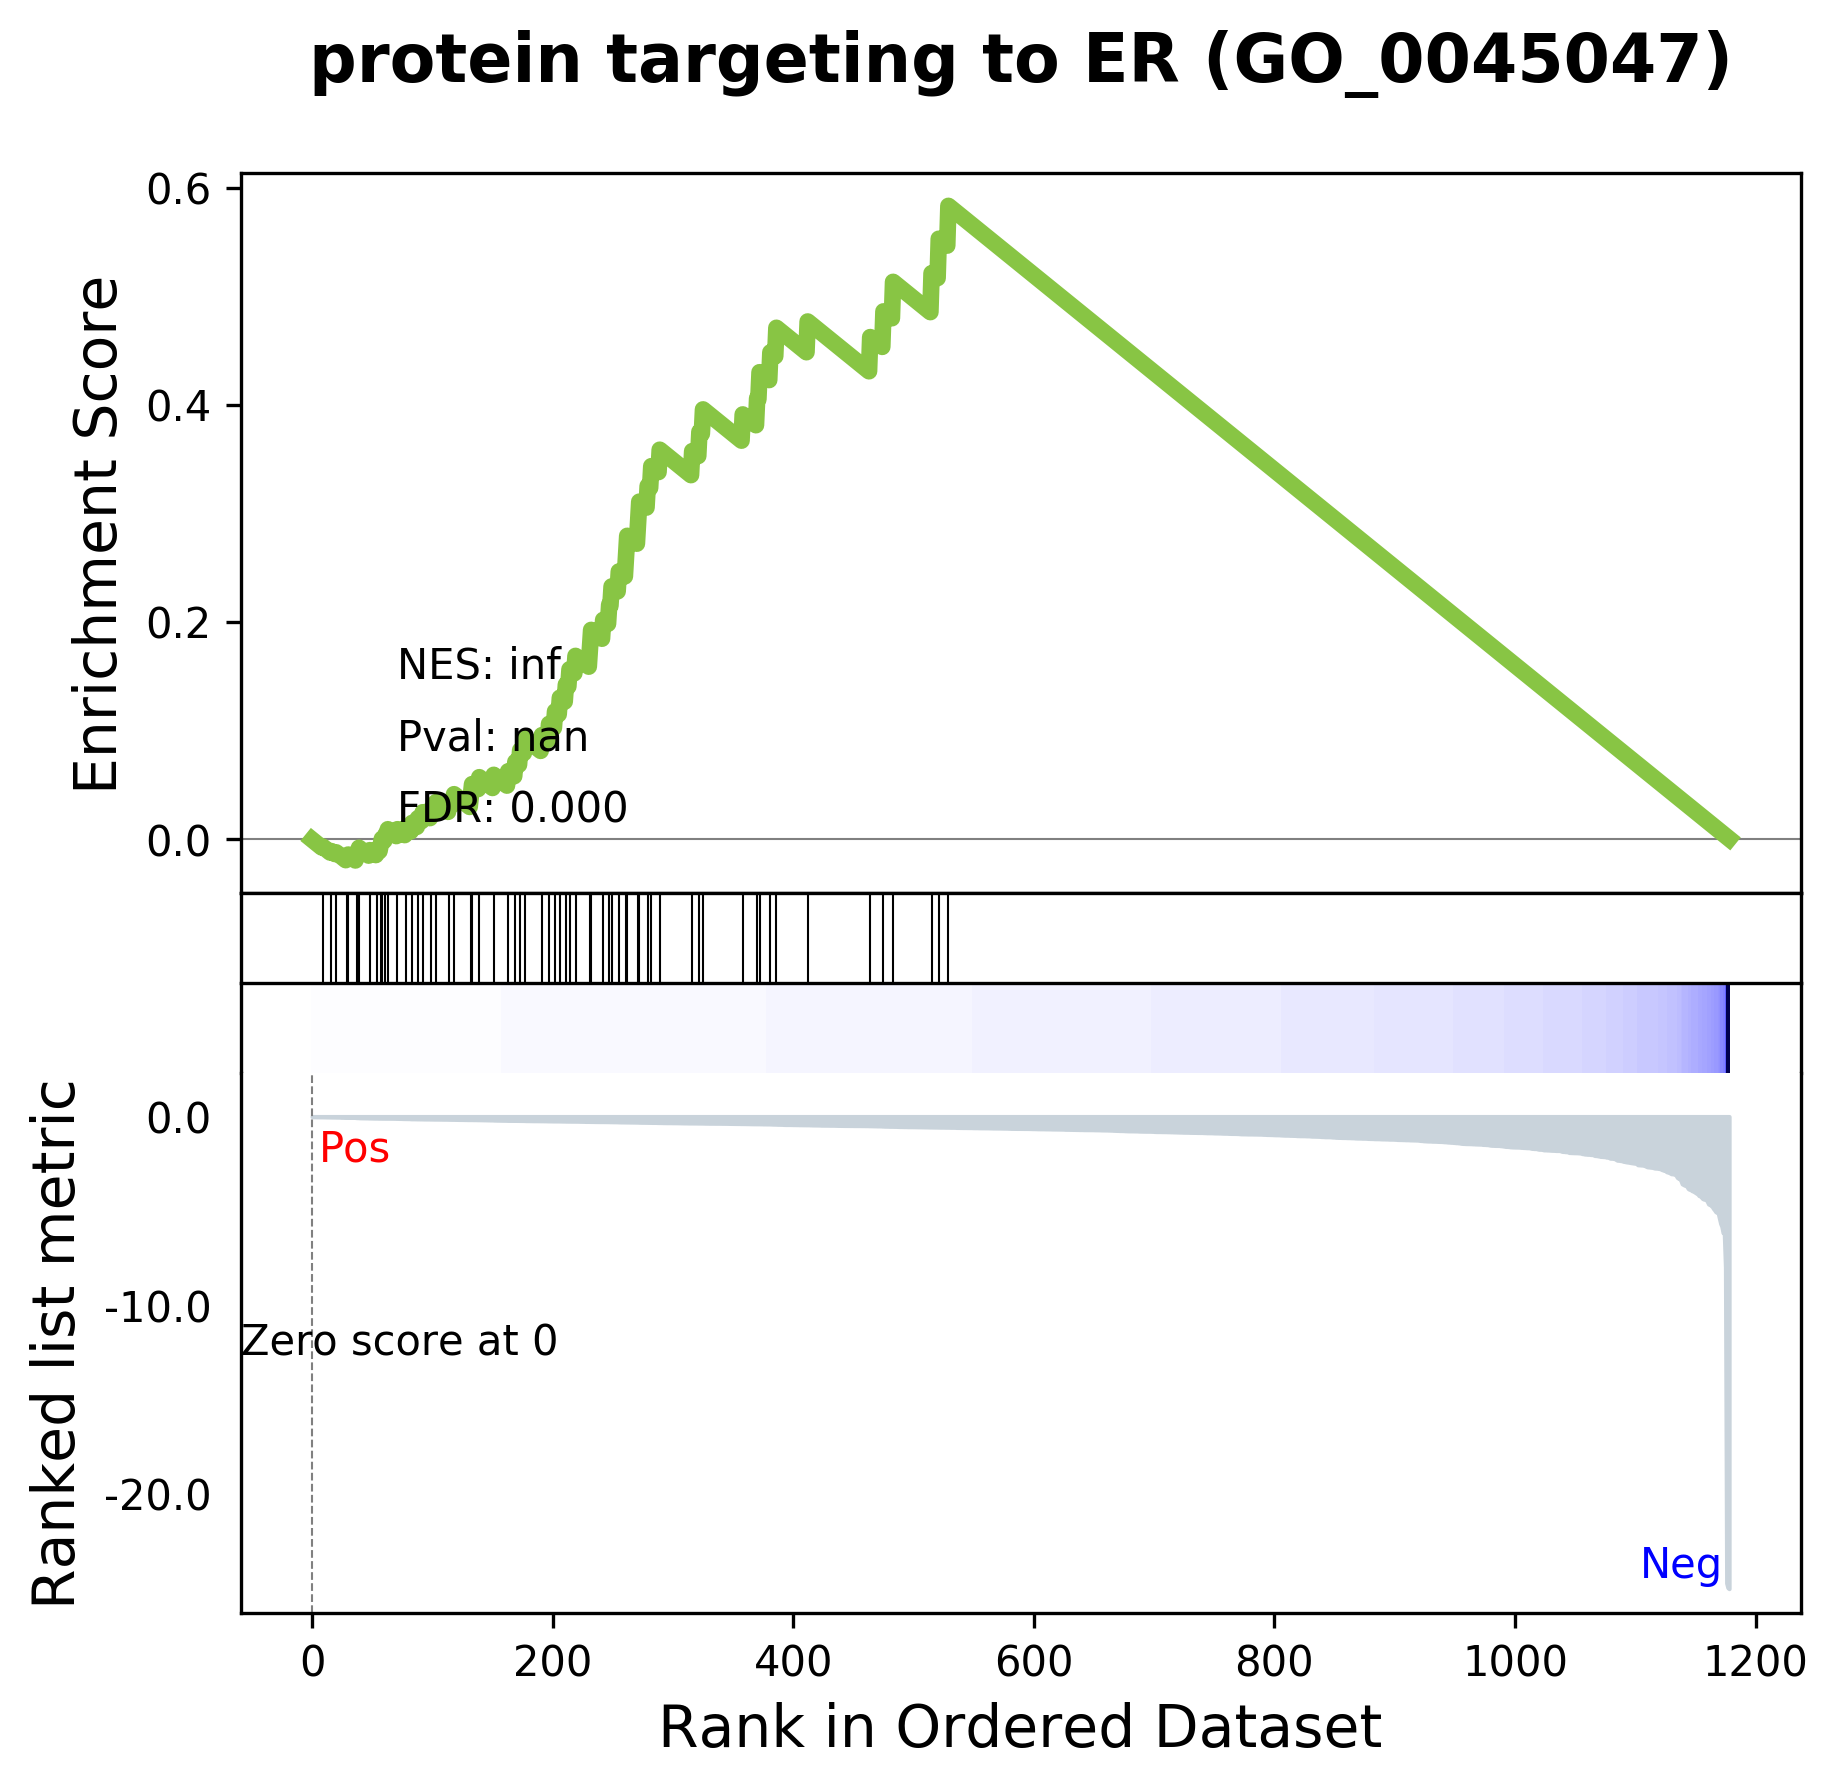 protein targeting to ER (GO_0045047)
Enrichment Score
0.6
0.4
0.2
0.0
NES: inf
Pval: nan
FDR: 0.000
Ranked list metric
0.0
-10.0
-20.0
Pos
Zero score at 0
Neg
0 200 400 600 800 1000 1200
Rank in Ordered Dataset